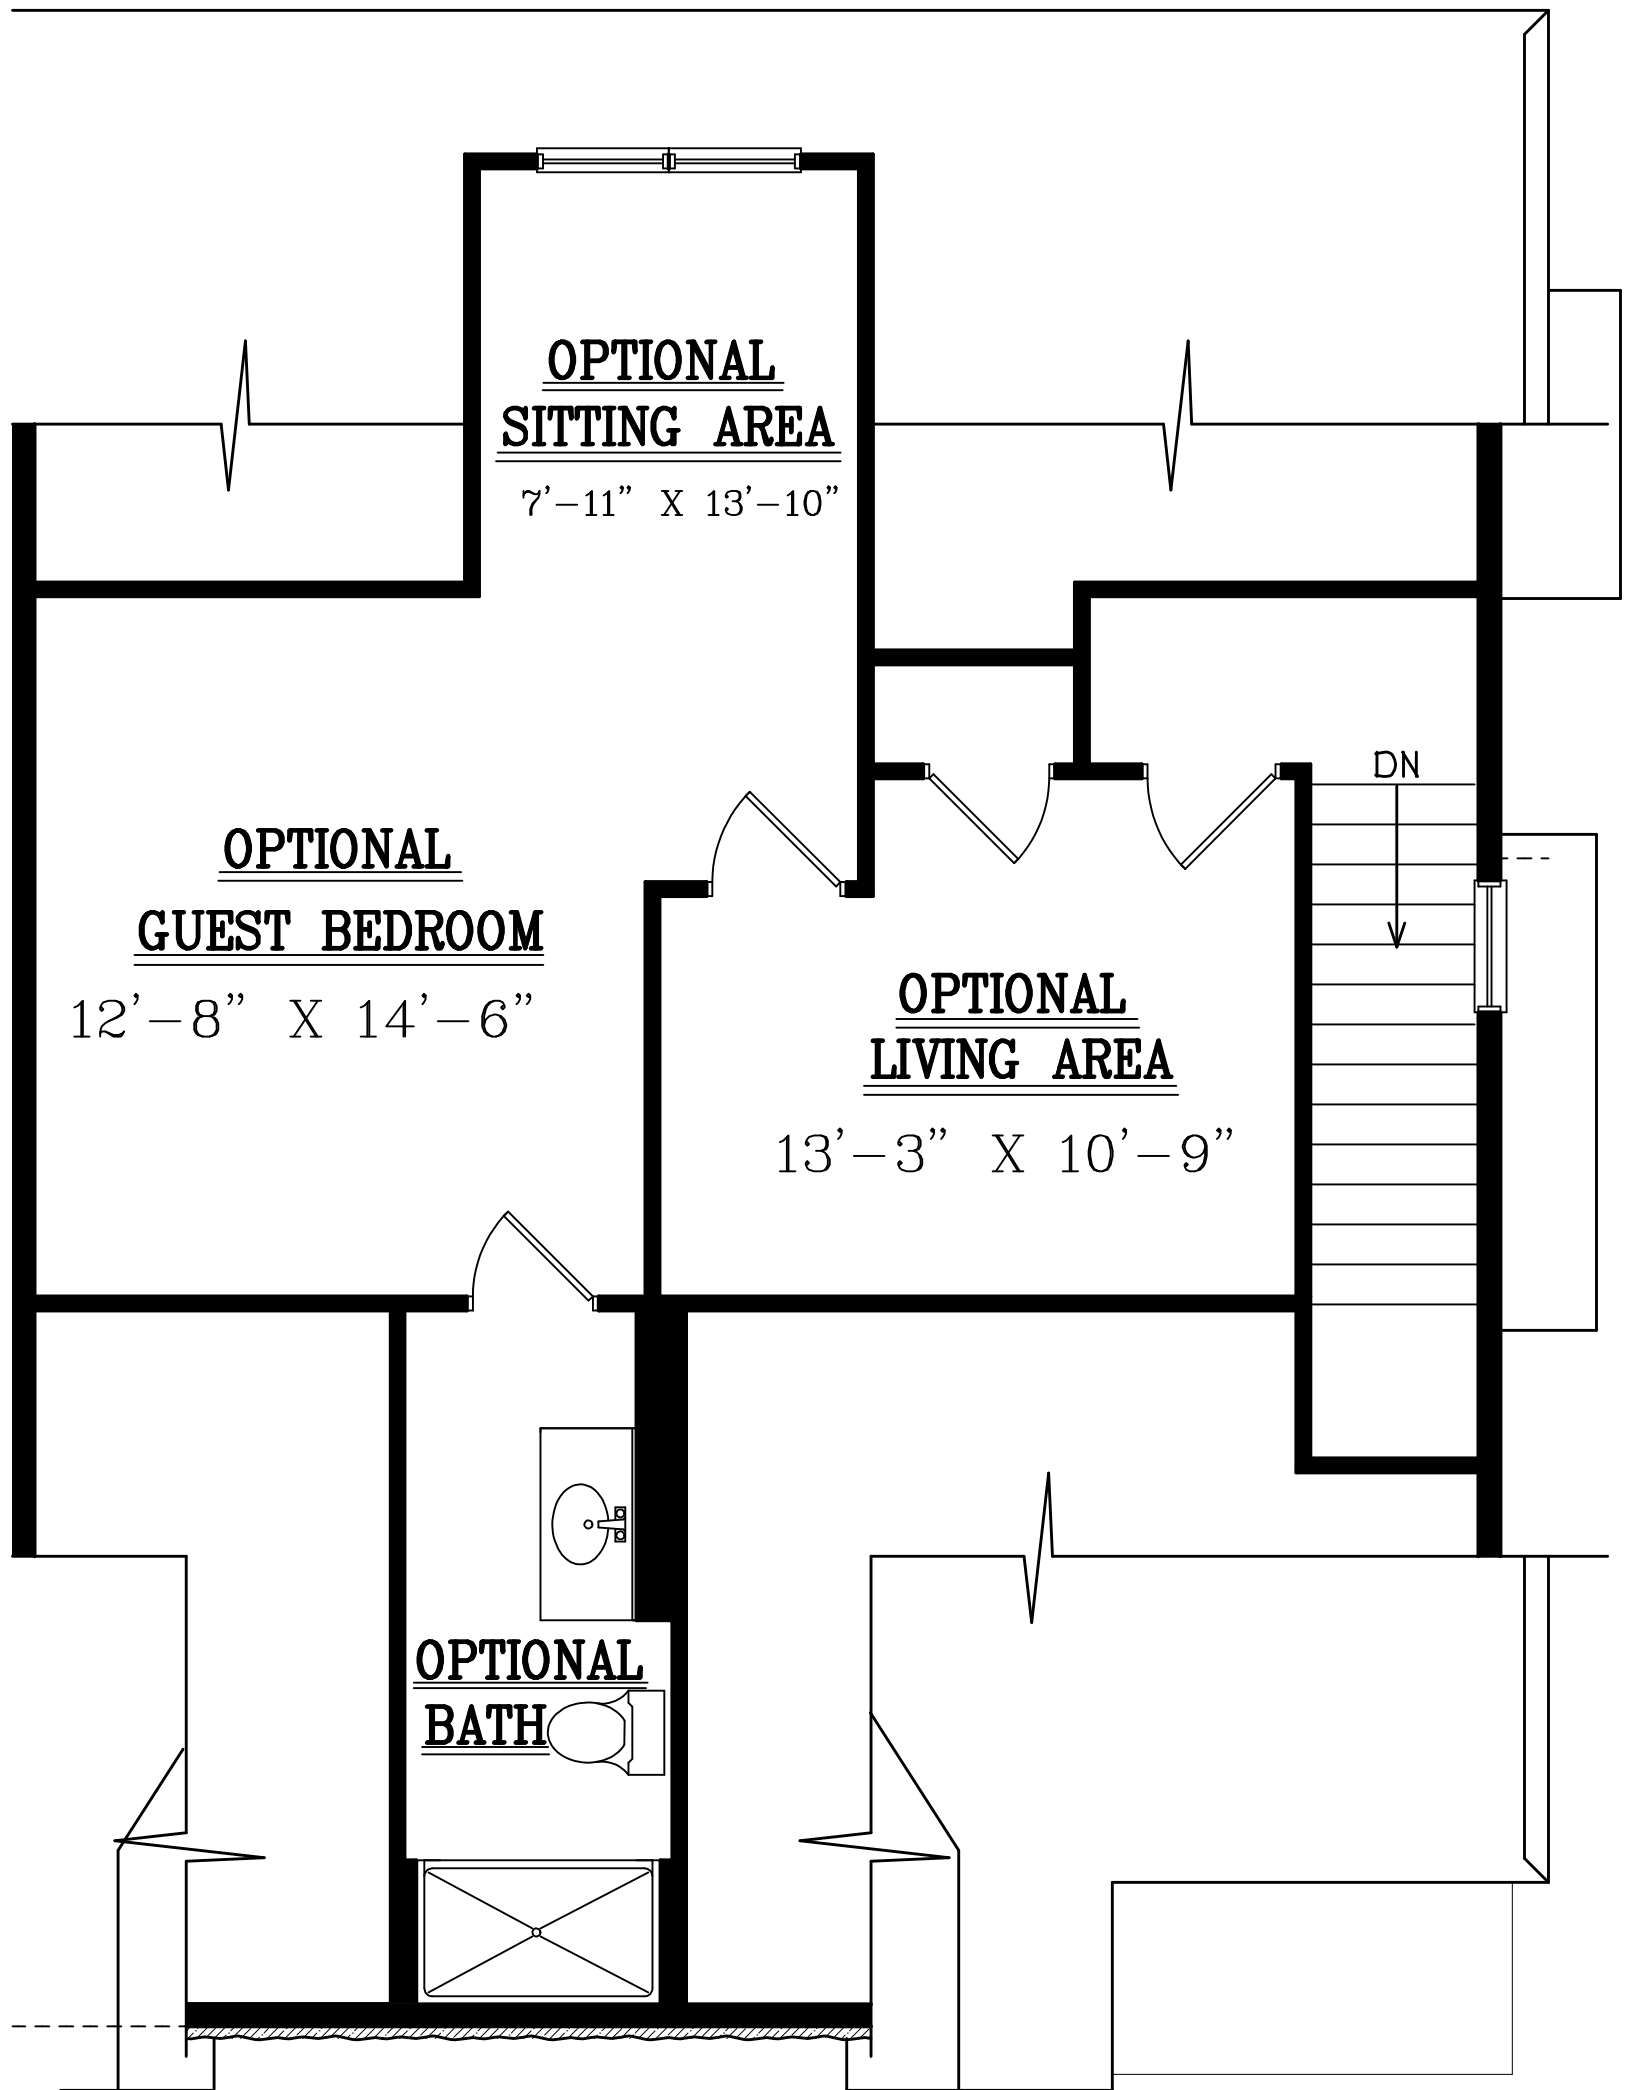 OPTIONAL
SITTING AREA
7'-11" X 13'-10"
DN
OPTIONAL
GUEST BEDROOM
12'-8" X 14'-6"
OPTIONAL
LIVING AREA
13'-3" X 10'-9"
OPTIONAL
BATH